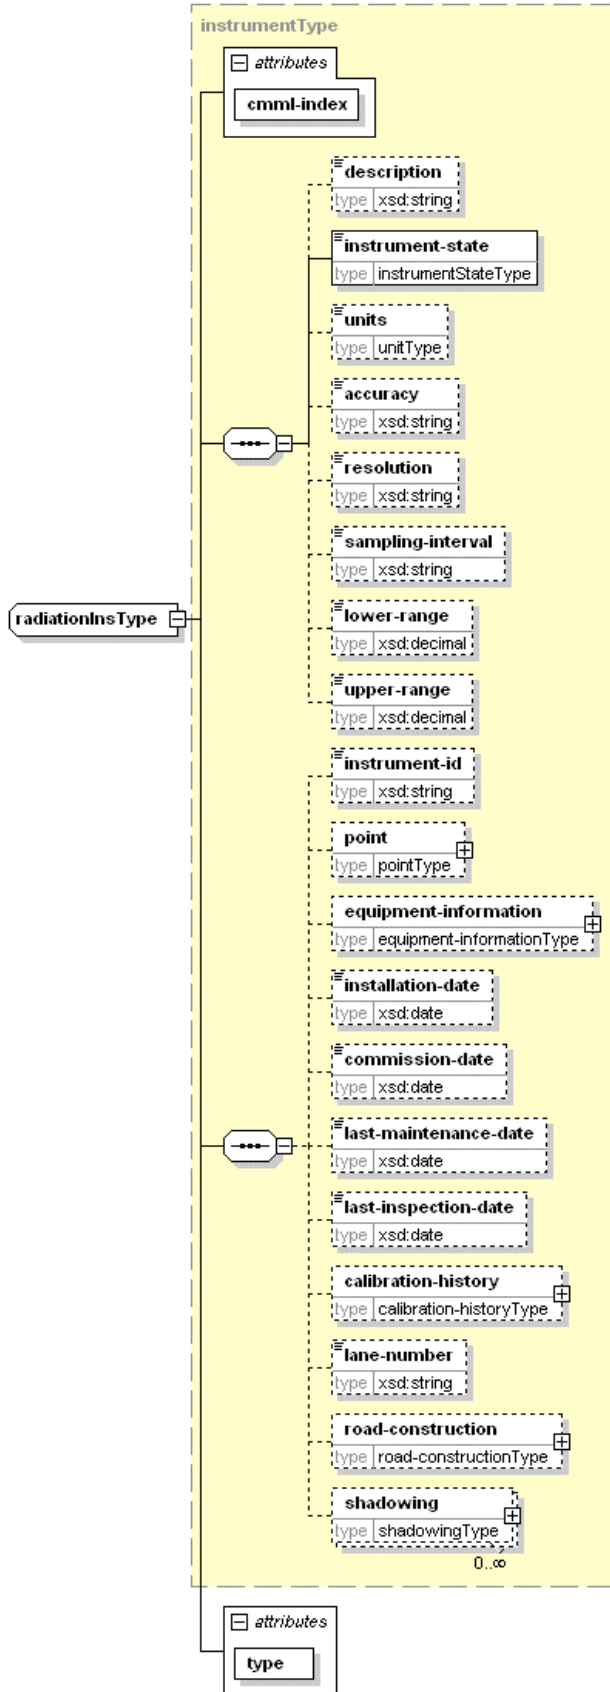 instrumentType
attributes
cmml-index
description
type xsd:string
instrument-state
type instrumentStateType
units
type unitType
accuracy
type xsd:string
resolution
type xsd:string
sampling-interval
type xsd:string
radiationInsType
lower-range
type xsd:decimal
upper-range
type xsd:decimal
instrument-id
type xsd:string
point
type pointType
equipment-information
type equipment-informationType
installation-date
type xsd:date
commission-date
type xsd:date
last-maintenance-date
type xsd:date
last-inspection-date
type xsd:date
calibration-history
type calibration-historyType
lane-number
type xsd:string
road-construction
type road-constructionType
shadowing
type shadowingType
0..∞
attributes
type